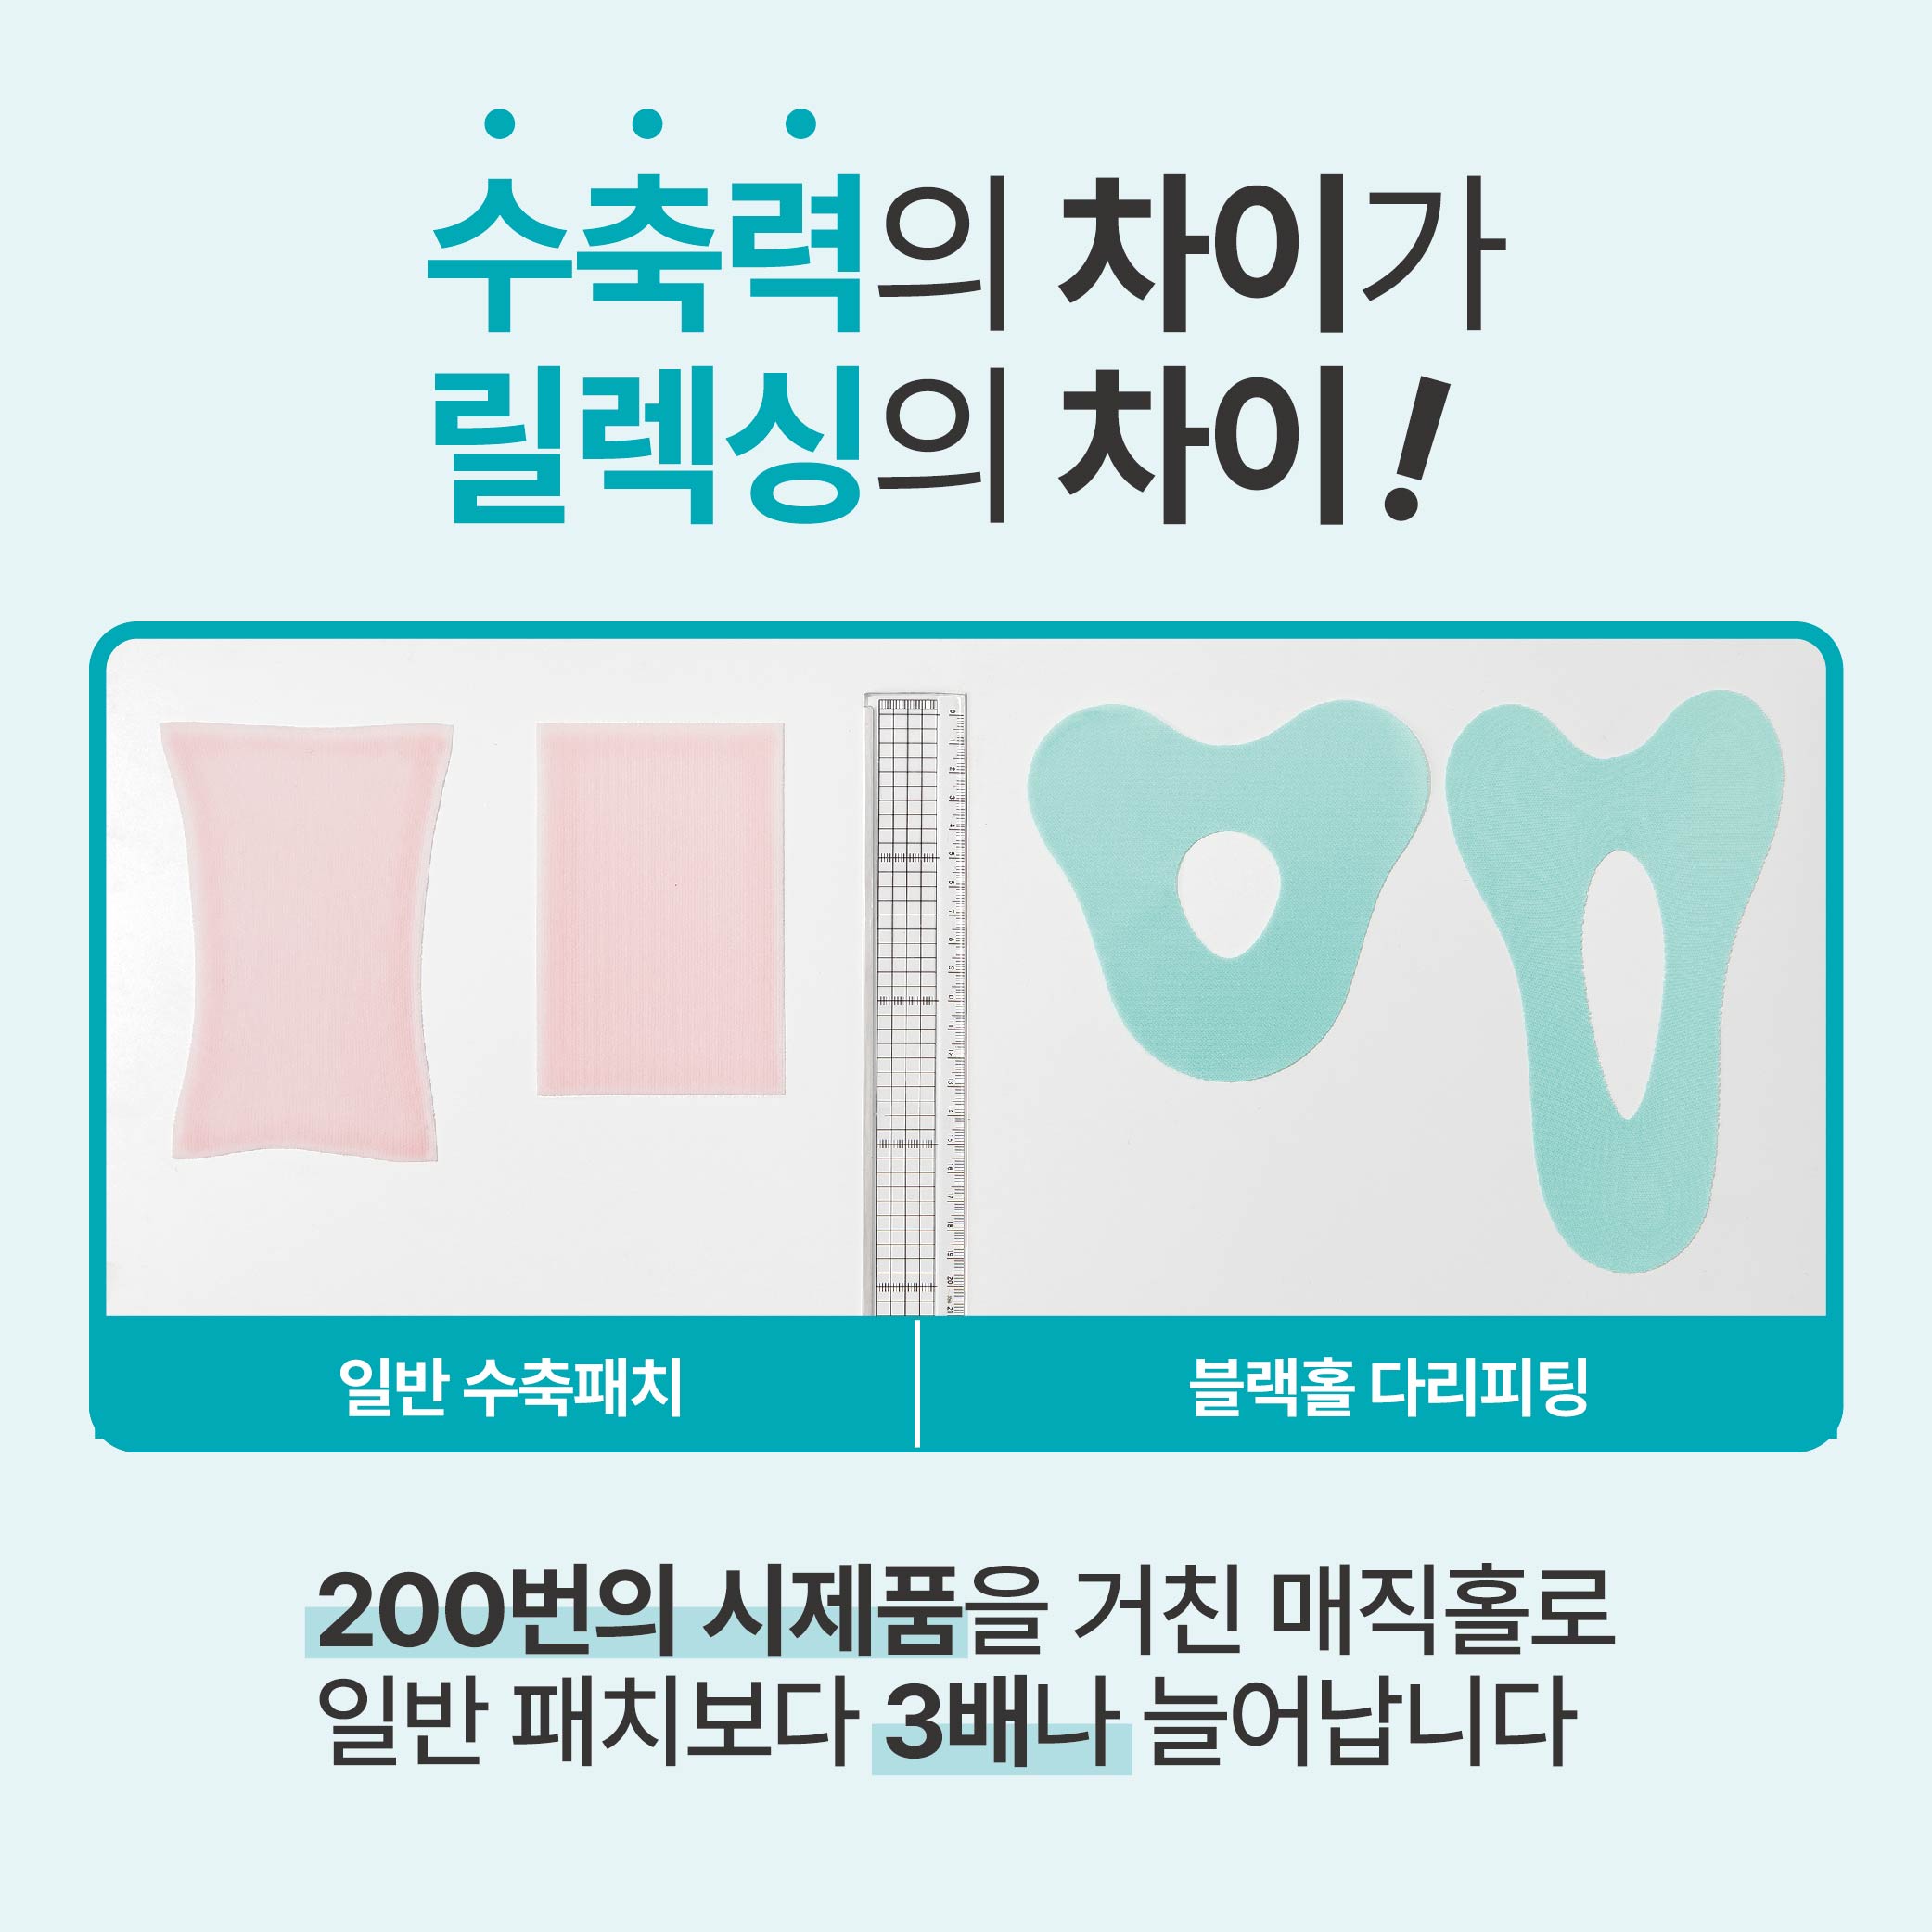 수축력의 차이가
릴렉싱의 차이!
일반 수축패치
블랙홀 다리피팅
200번의 시제품을 거친 매직홀로
일반 패치보다 3배나 늘어납니다